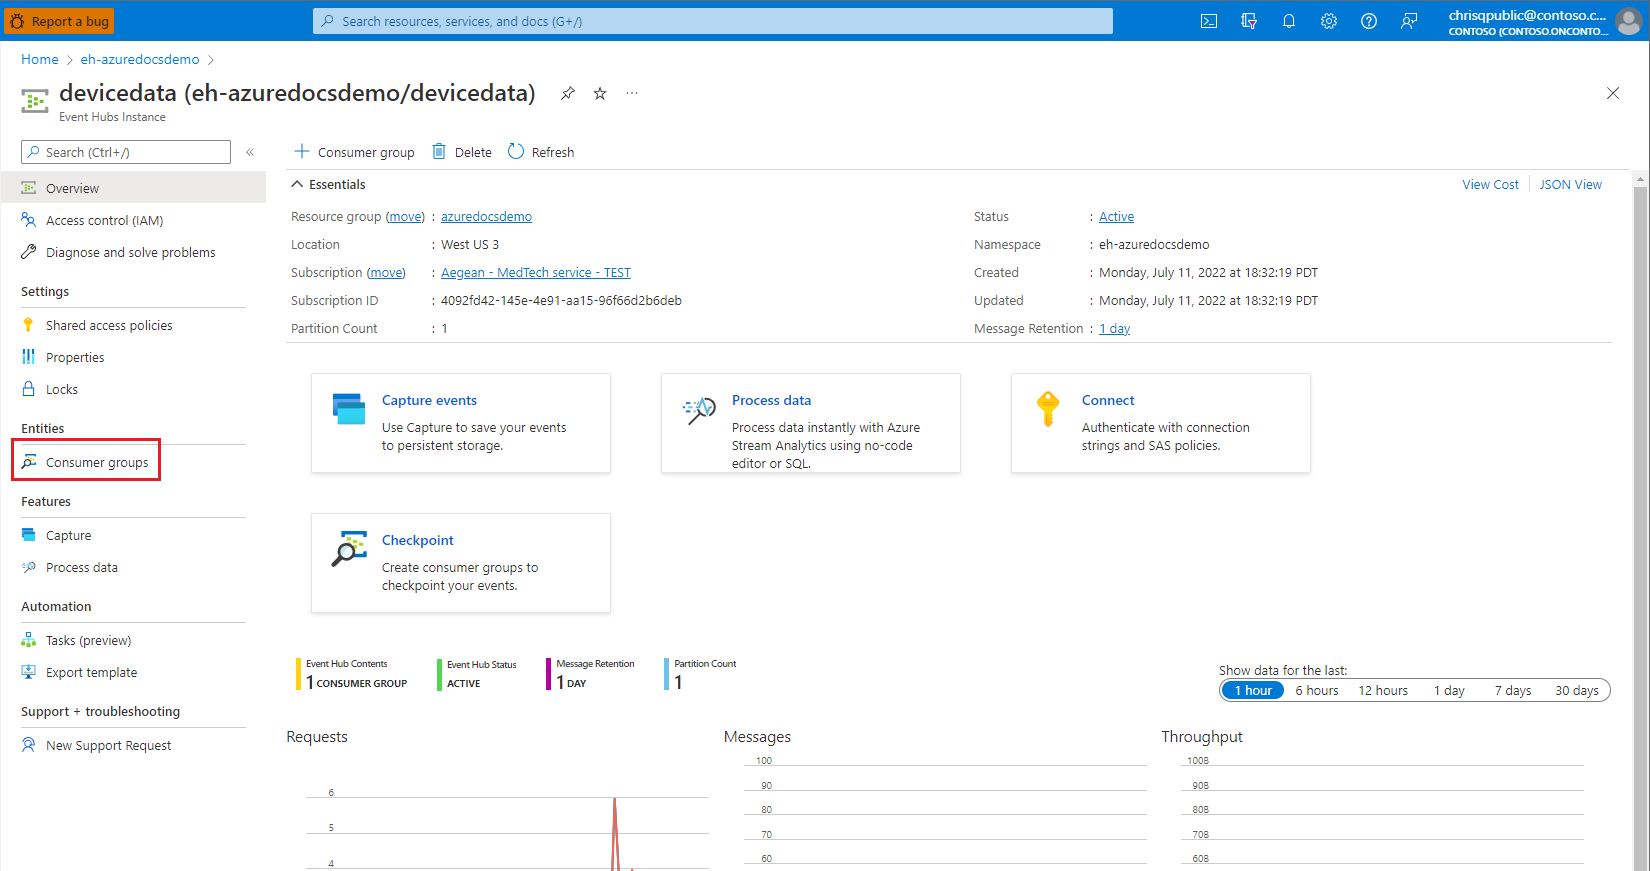 Report a bug
Search resources, services, and docs (G+/)
chrisqpublic@contoso.c...
CONTOSO (CONTOSO.ONCONTO...
Home > eh-azuredocsdemo >
devicedata (eh-azuredocsdemo/devicedata)
Event Hubs Instance
Search (Ctrl+/)
«
Consumer group
Delete
Refresh
Overview
Access control (IAM)
Diagnose and solve problems
Settings
Shared access policies
Properties
Locks
Entities
Consumer groups
Features
Capture
Process data
Automation
Tasks (preview)
Export template
Support + troubleshooting
New Support Request
Essentials
View Cost
JSON View
Resource group (move) : azuredocsdemo
Location : West US 3
Subscription (move) : Aegean - MedTech service - TEST
Subscription ID : 4092fd42-145e-4e91-aa15-96f66d2b6deb
Partition Count : 1
Status : Active
Namespace : eh-azuredocsdemo
Created : Monday, July 11, 2022 at 18:32:19 PDT
Updated : Monday, July 11, 2022 at 18:32:19 PDT
Message Retention : 1 day
Capture events
Use Capture to save your events
to persistent storage.
Process data
Process data instantly with Azure
Stream Analytics using no-code
editor or SQL.
Connect
Authenticate with connection
strings and SAS policies.
Checkpoint
Create consumer groups to
checkpoint your events.
Event Hub Contents
1 CONSUMER GROUP
Event Hub Status
ACTIVE
Message Retention
1 DAY
Partition Count
1
Show data for the last:
1 hour
6 hours
12 hours
1 day
7 days
30 days
Requests
6
5
4
Messages
100
90
80
70
60
Throughput
100B
90B
80B
70B
60B